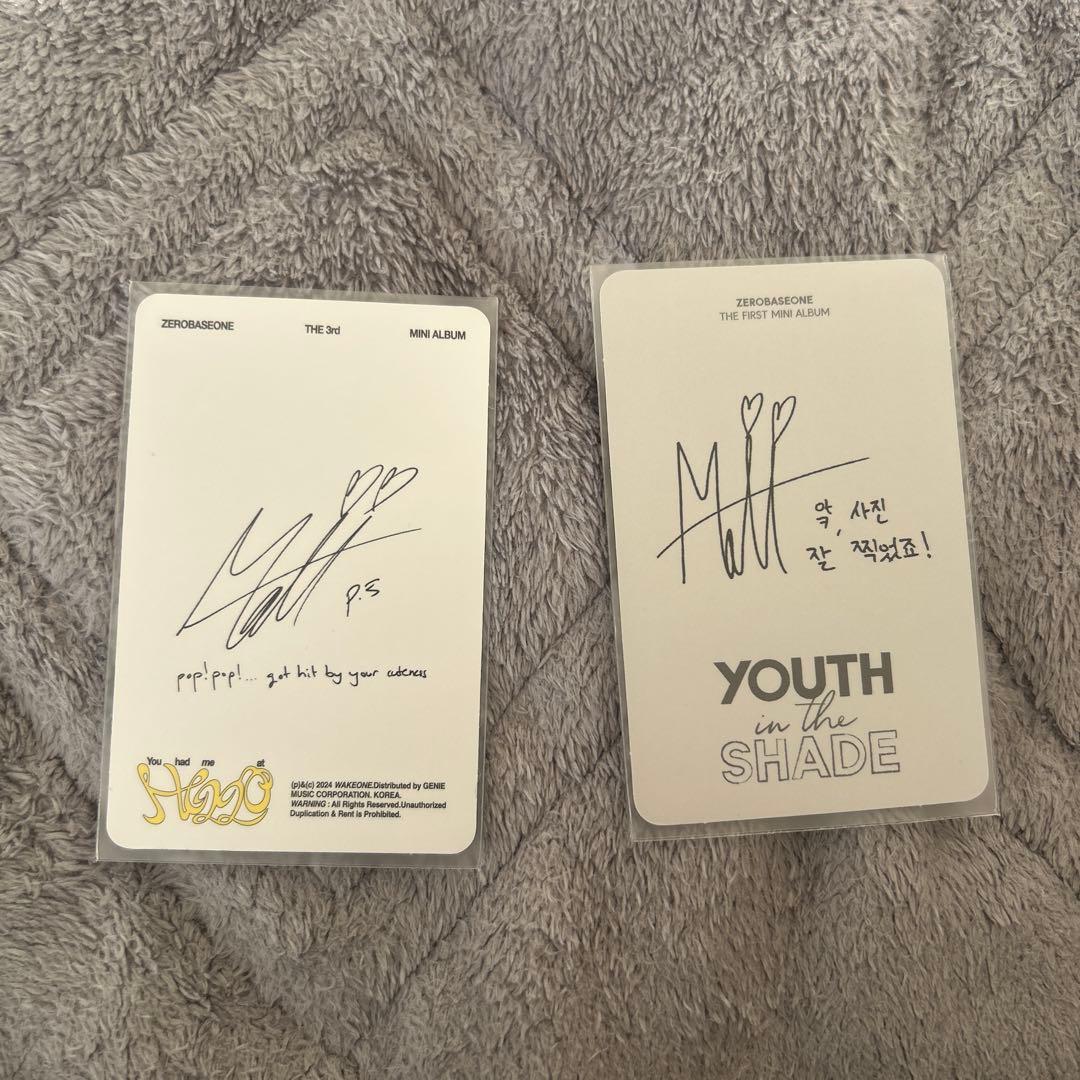 ZEROBASEONE THE 3rd MINI ALBUM
Matt
p.s
pop! pop!... got hit by your cuteness
You had me at
HELLO
(p)&(c) 2024 WAKEONE.Distributed by GENIE
MUSIC CORPORATION. KOREA.
WARNING : All Rights Reserved.Unauthorized
Duplication & Rent is Prohibited.
ZEROBASEONE
THE FIRST MINI ALBUM
Matt
악, 사진
잘 찍었죠!
YOUTH
in the
SHADE